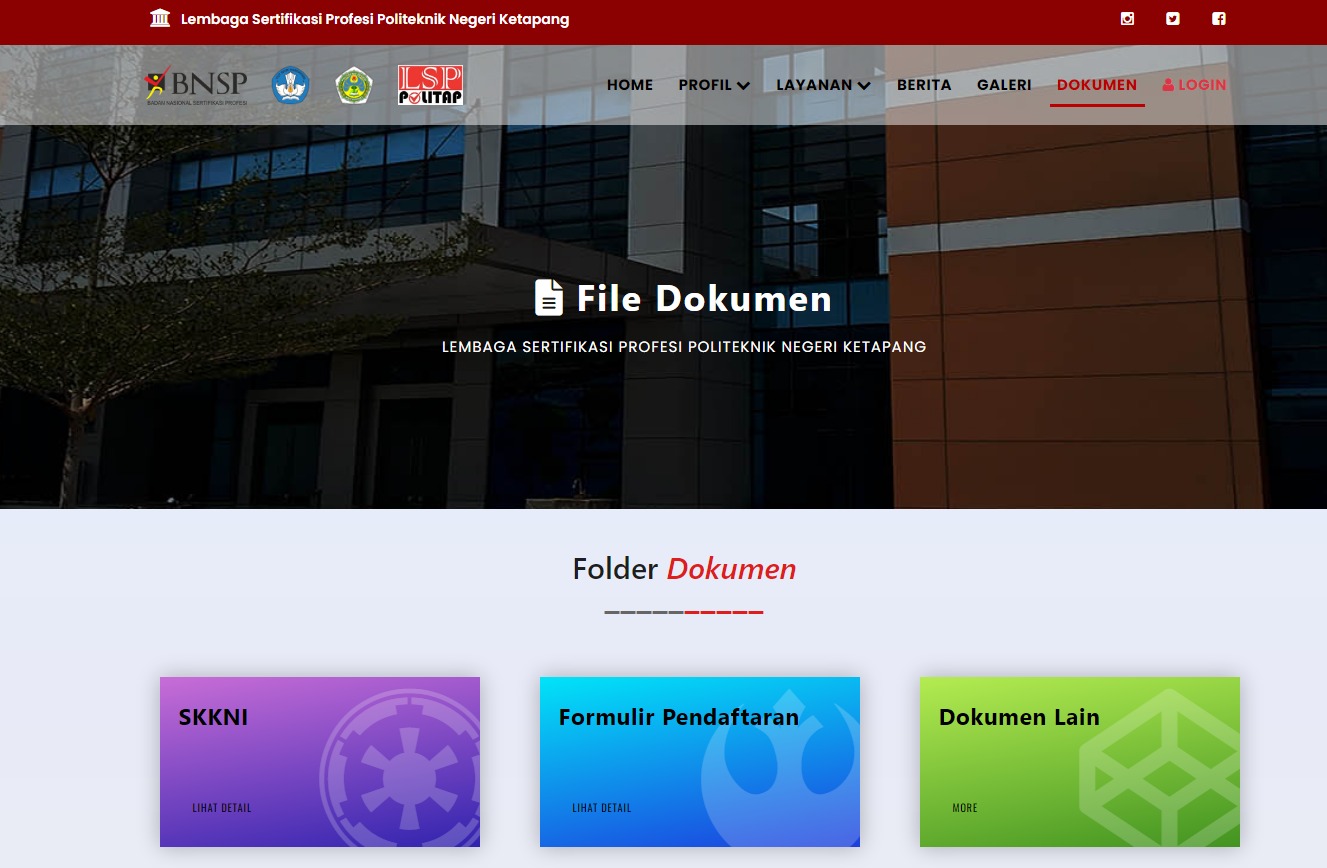 Lembaga Sertifikasi Profesi Politeknik Negeri Ketapang
BNSP
BADAN NASIONAL SERTIFIKASI PROFESI
LSP
POLITAP
HOME PROFIL LAYANAN BERITA GALERI DOKUMEN LOGIN
File Dokumen
LEMBAGA SERTIFIKASI PROFESI POLITEKNIK NEGERI KETAPANG
Folder Dokumen
SKKNI
LIHAT DETAIL
Formulir Pendaftaran
LIHAT DETAIL
Dokumen Lain
MORE